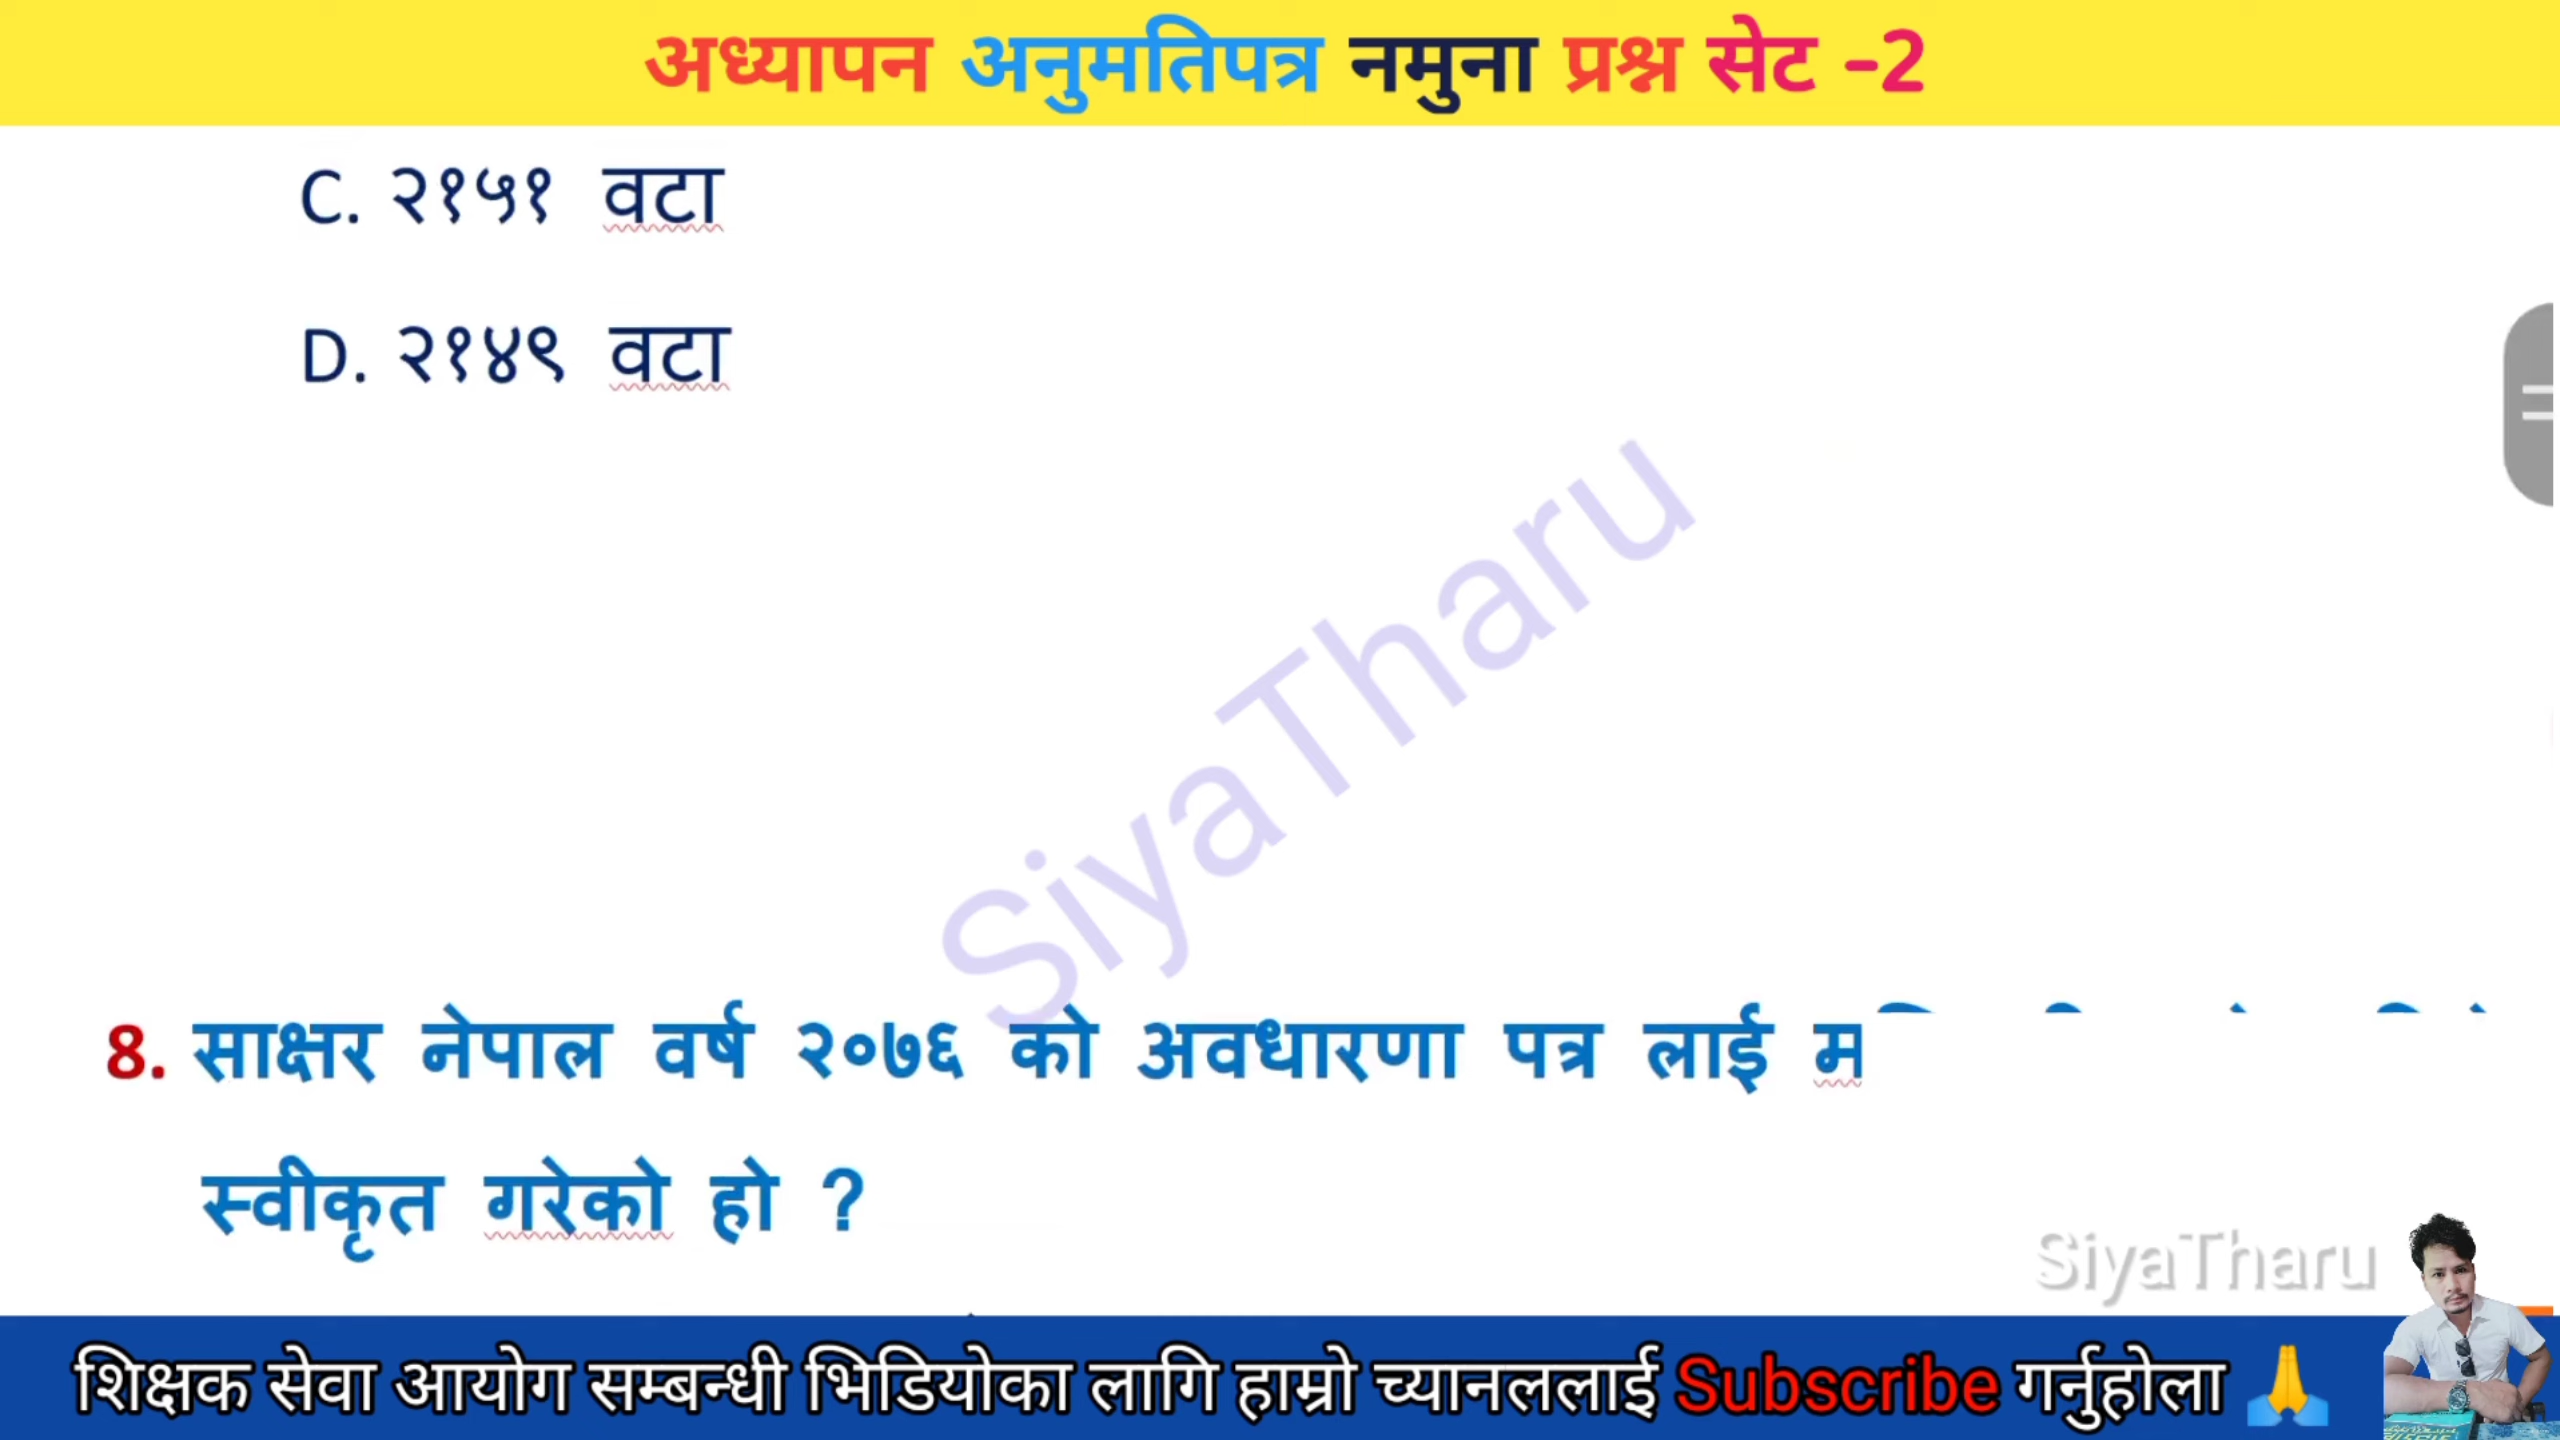 अध्यापन अनुमतिपत्र नमुना प्रश्न सेट -2
C. २१५१ वटा
D. २१४९ वटा
SiyaTharu
8. साक्षर नेपाल वर्ष २०७६ को अवधारणा पत्र लाई
स्वीकृत गरेको हो ?
SiyaTharu
शिक्षक सेवा आयोग सम्बन्धी भिडियोका लागि हाम्रो च्यानललाई Subscribe गर्नुहोला 🙏